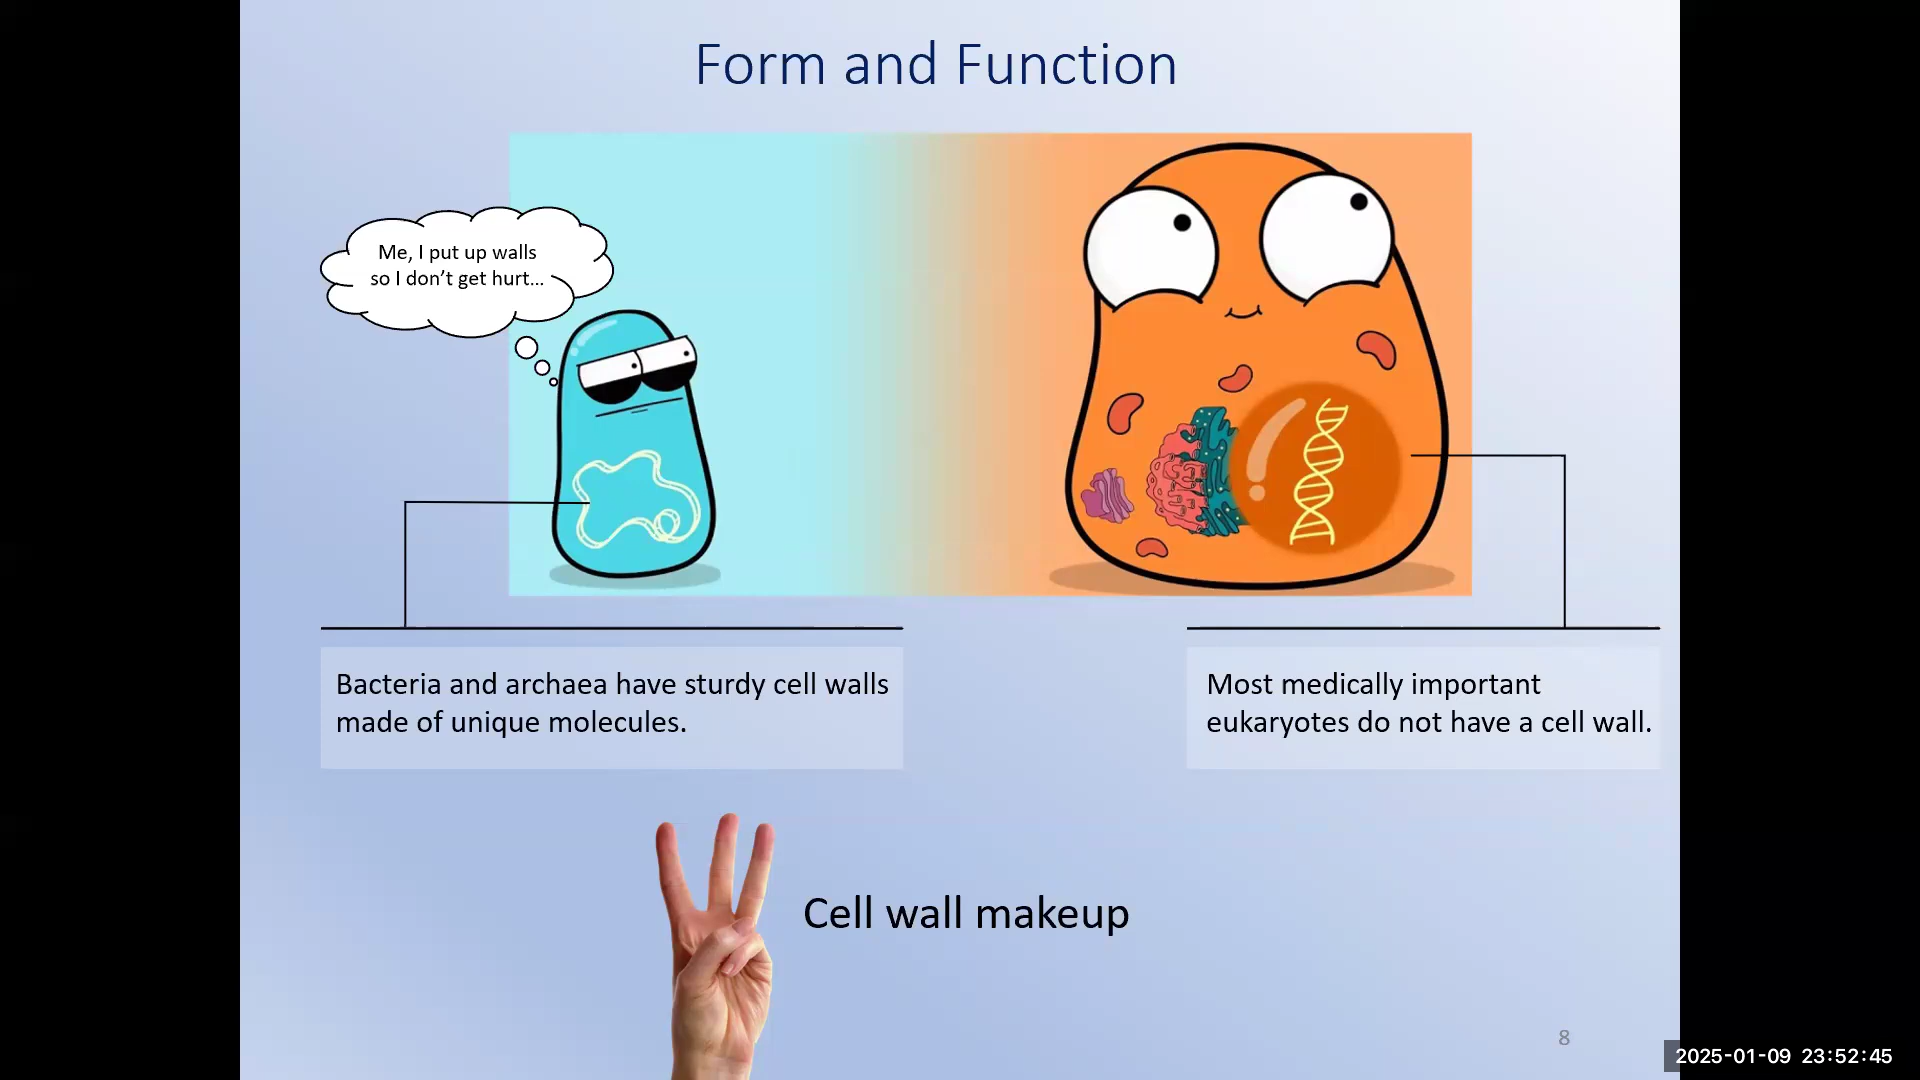 Form and Function
Me, I put up walls
so I don't get hurt...
Bacteria and archaea have sturdy cell walls
made of unique molecules.
Most medically important
eukaryotes do not have a cell wall.
Cell wall makeup
8
2025-01-09 23:52:45